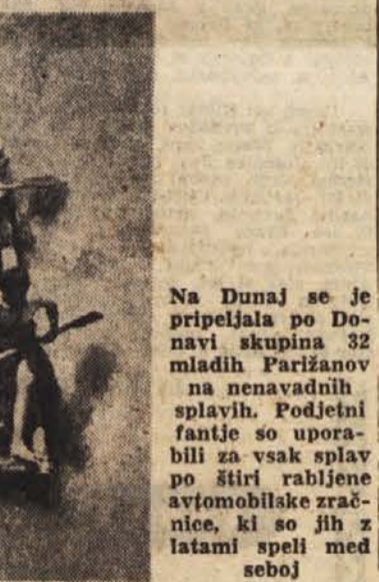 Na Dunaj se je
pripeljala po Do-
navi skupina 32
mladih Parižanov
na nenavadnih
splavih. Podjetni
fantje so upora-
bili za vsak splav
po štiri rabljene
avtomobilske zrač-
nice, ki so jih z
latami speli med
seboj